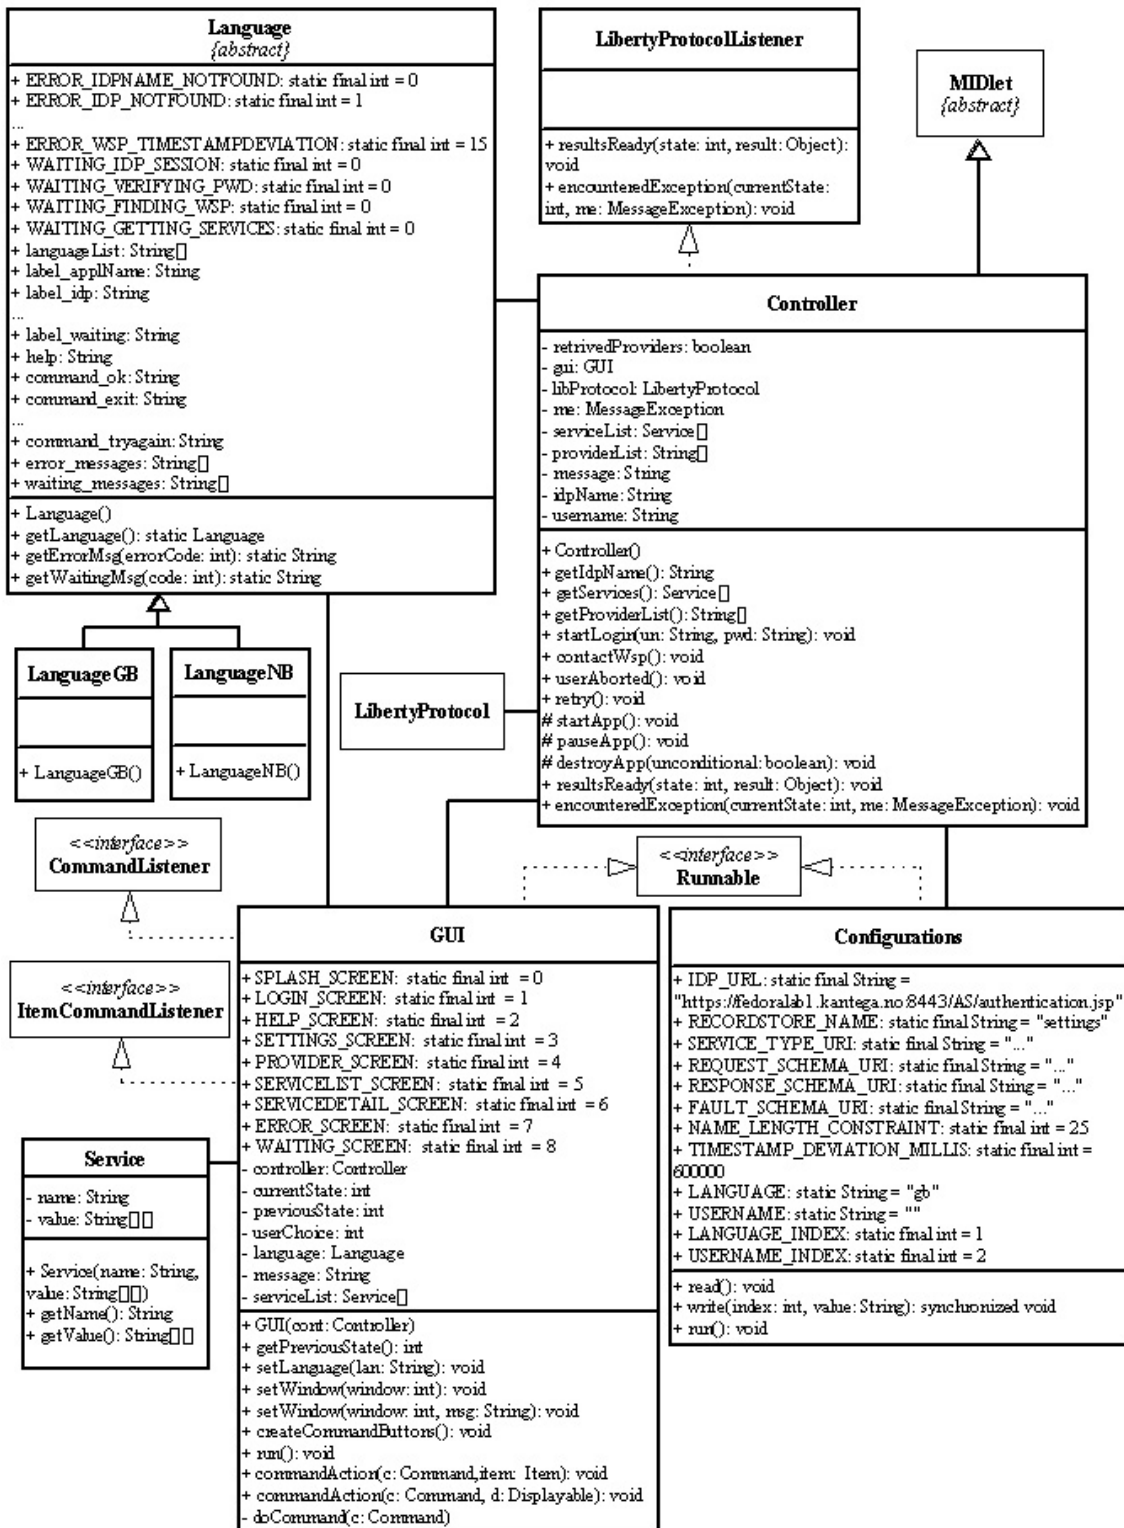 Language
{abstract}
+ ERROR_IDPNAME_NOTFOUND: static final int = 0
+ ERROR_IDP_NOTFOUND: static final int = 1
...
+ ERROR_WSP_TIMESTAMPDEVIATION: static final int = 15
+ WAITING_IDP_SESSION: static final int = 0
+ WAITING_VERIFYING_PWD: static final int = 0
+ WAITING_FINDING_WSP: static final int = 0
+ WAITING_GETTING_SERVICES: static final int = 0
+ languageList: String[]
+ label_applName: String
+ label_idp: String
...
+ label_waiting: String
+ help: String
+ command_ok: String
+ command_exit: String
...
+ command_tryagain: String
+ error_messages: String[]
+ waiting_messages: String[]
+ Language()
+ getLanguage(): static Language
+ getErrorMsg(errorCode: int): static String
+ getWaitingMsg(code: int): static String
LibertyProtocolListener
+ resultsReady(state: int, result: Object):
void
+ encounteredException(currentState:
int, me: MessageException): void
MIDlet
{abstract}
Controller
- retrivedProviders: boolean
- gui: GUI
- libProtocol: LibertyProtocol
- me: MessageException
- serviceList: Service[]
- providerList: String[]
- message: String
- idpName: String
- username: String
+ Controller()
+ getIdpName(): String
+ getServices(): Service[]
+ getProviderList(): String[]
+ startLogin(un: String, pwd: String): void
+ contactWsp(): void
+ userAborted(): void
+ retry(): void
# startApp(): void
# pauseApp(): void
# destroyApp(unconditional: boolean): void
+ resultsReady(state: int, result: Object): void
+ encounteredException(currentState: int, me: MessageException): void
LanguageGB
+ LanguageGB()
LanguageNB
+ LanguageNB()
LibertyProtocol
<<interface>>
CommandListener
<<interface>>
Runnable
<<interface>>
ItemCommandListener
GUI
+ SPLASH_SCREEN: static final int = 0
+ LOGIN_SCREEN: static final int = 1
+ HELP_SCREEN: static final int = 2
+ SETTINGS_SCREEN: static final int = 3
+ PROVIDER_SCREEN: static final int = 4
+ SERVICELIST_SCREEN: static final int = 5
+ SERVICEDETAIL_SCREEN: static final int = 6
+ ERROR_SCREEN: static final int = 7
+ WAITING_SCREEN: static final int = 8
- controller: Controller
- currentState: int
- previousState: int
- userChoice: int
- language: Language
- message: String
- serviceList: Service[]
+ GUI(cont: Controller)
+ getPreviousState(): int
+ setLanguage(lan: String): void
+ setWindow(window: int): void
+ setWindow(window: int, msg: String): void
+ createCommandButtons(): void
+ run(): void
+ commandAction(c: Command,item: Item): void
+ commandAction(c: Command, d: Displayable): void
- doCommand(c: Command)
Configurations
+ IDP_URL: static final String =
"https://fedoralab1.kantega.no:8443/AS/authentication.jsp"
+ RECORDSTORE_NAME: static final String = "settings"
+ SERVICE_TYPE_URI: static final String = "..."
+ REQUEST_SCHEMA_URI: static final String = "..."
+ RESPONSE_SCHEMA_URI: static final String = "..."
+ FAULT_SCHEMA_URI: static final String = "..."
+ NAME_LENGTH_CONSTRAINT: static final int = 25
+ TIMESTAMP_DEVIATION_MILLIS: static final int =
600000
+ LANGUAGE: static String = "gb"
+ USERNAME: static String = ""
+ LANGUAGE_INDEX: static final int = 1
+ USERNAME_INDEX: static final int = 2
+ read(): void
+ write(index: int, value: String): synchronized void
+ run(): void
Service
- name: String
- value: String[][]
+ Service(name: String,
value: String[][])
+ getName(): String
+ getValue(): String[][]